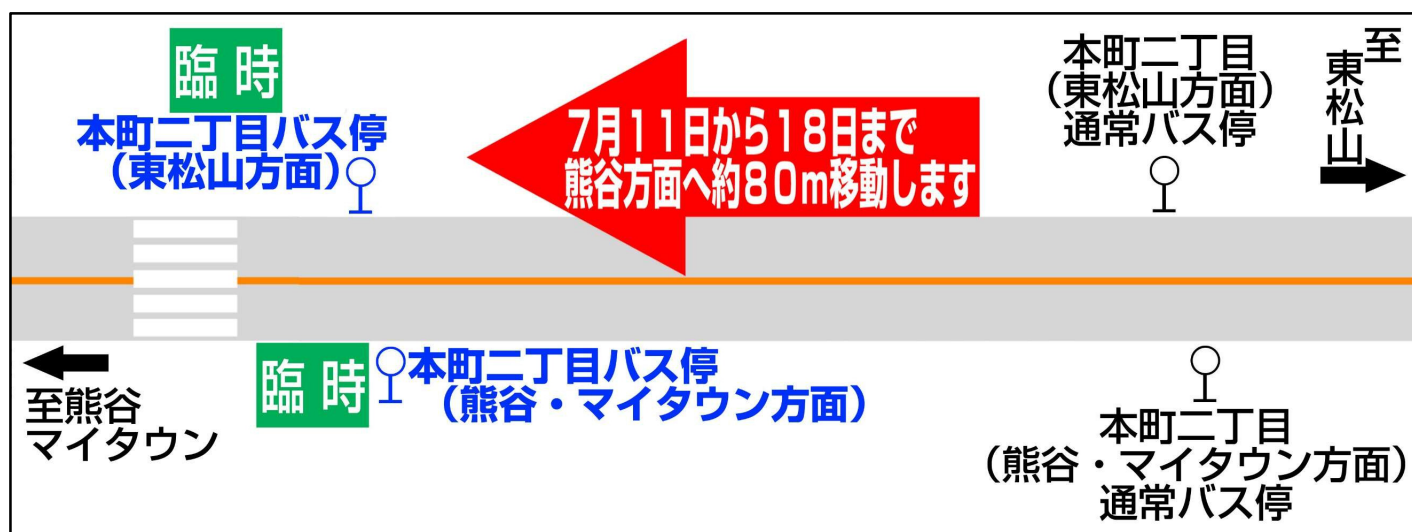 臨時
本町二丁目バス停
（東松山方面）
7月11日から18日まで
熊谷方面へ約80m移動します
本町二丁目
（東松山方面）
通常バス停
至
東松山
至熊谷
マイタウン
臨時
本町二丁目バス停
（熊谷・マイタウン方面）
本町二丁目
（熊谷・マイタウン方面）
通常バス停